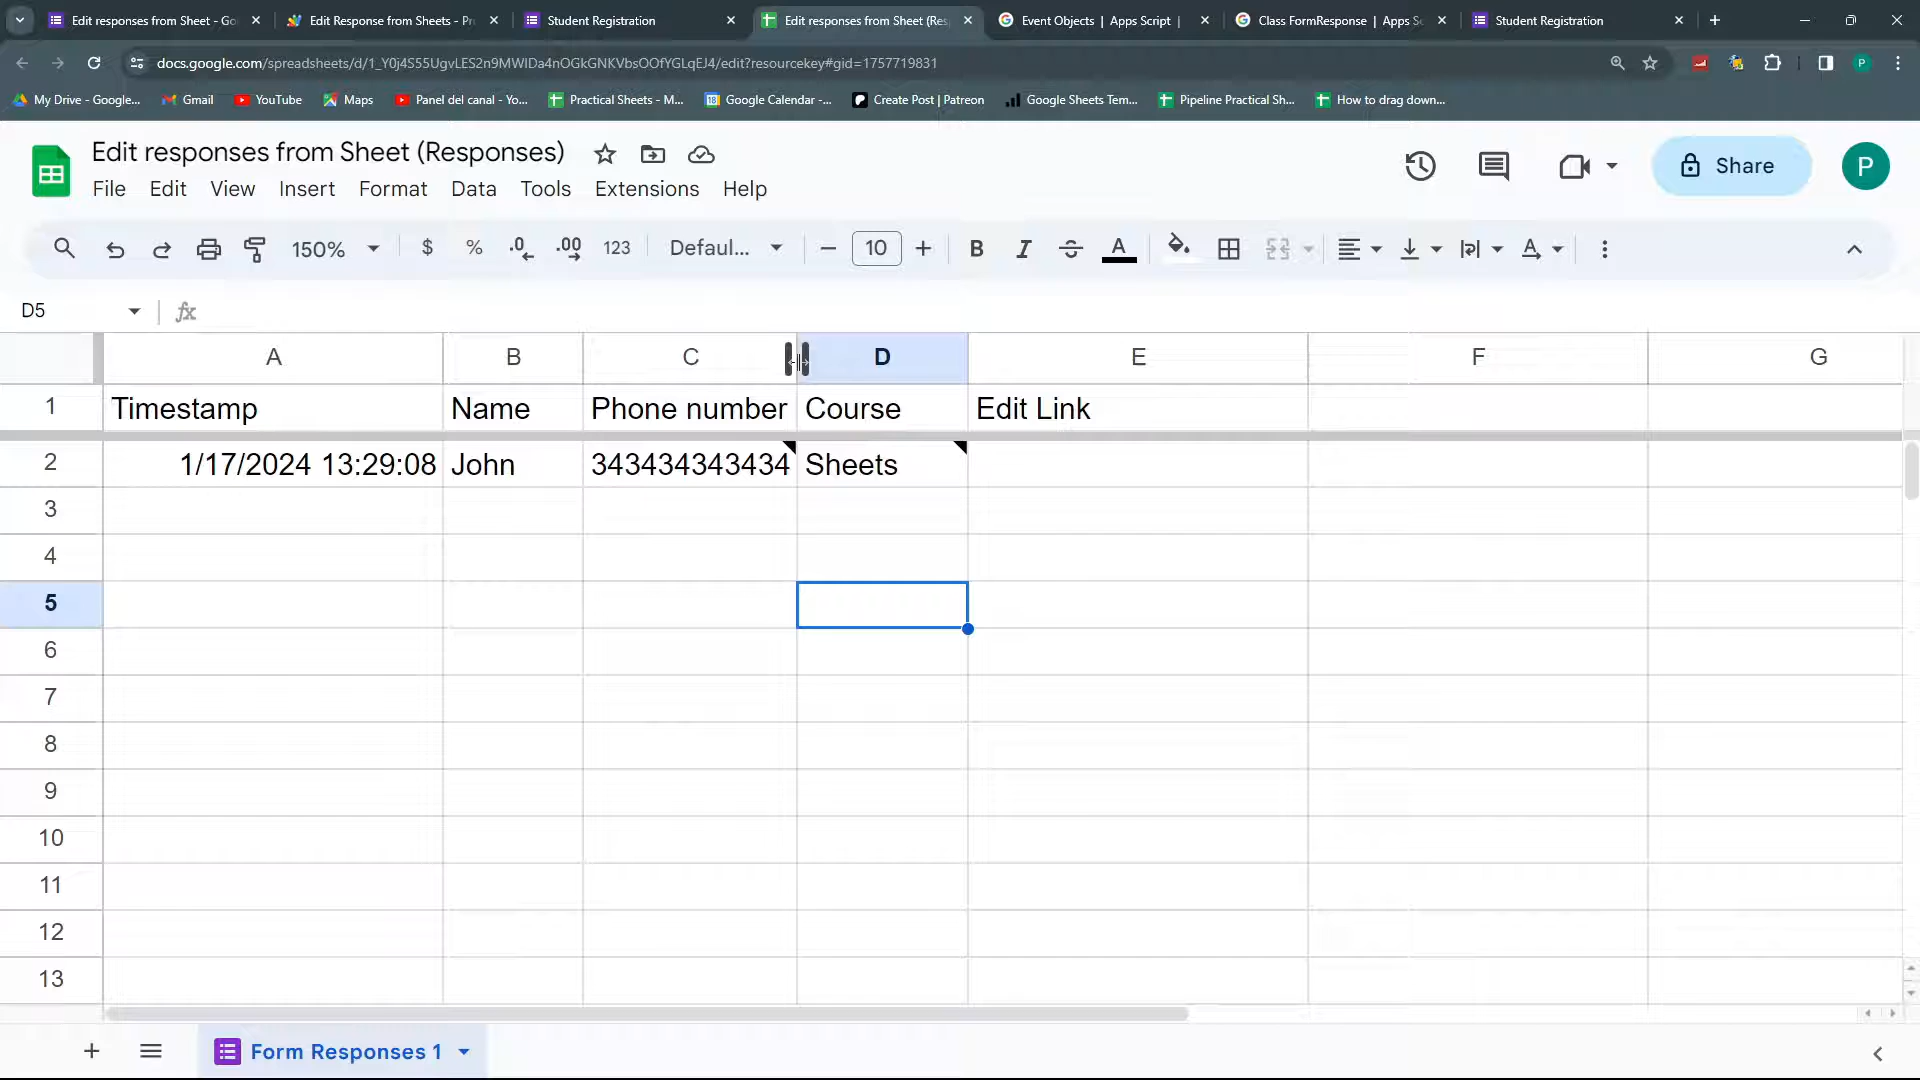 Edit responses from Sheet - Go
Edit Response from Sheets - Pr
Student Registration
Edit responses from Sheet (Res
Event Objects | Apps Script |
Class FormResponse | Apps Sc
Student Registration
docs.google.com/spreadsheets/d/1_Y0j4S55UgvLES2n9MWIDa4nOGkGNKVbsOOfYGLqEJ4/edit?resourcekey#gid=1757719831
P
My Drive - Google...
Gmail
YouTube
Maps
Panel del canal - Yo...
Practical Sheets - M...
Google Calendar -...
Create Post | Patreon
Google Sheets Tem...
Pipeline Practical Sh...
How to drag down...
Edit responses from Sheet (Responses)
File Edit View Insert Format Data Tools Extensions Help
Share
P
150% $ % .0 .00 123 Defaul... − 10 + B I A
D5 fx
A B C D E F G
1 Timestamp Name Phone number Course Edit Link
2 1/17/2024 13:29:08 John 343434343434 Sheets
3
4
5
6
7
8
9
10
11
12
13
Form Responses 1